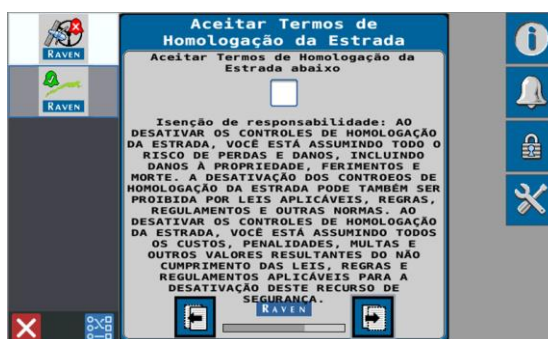 Aceitar Termos de
Homologação da Estrada
Aceitar Termos de Homologação da
Estrada abaixo
Isenção de responsabilidade: AO
DESATIVAR OS CONTROLES DE HOMOLOGAÇÃO
DA ESTRADA, VOCÊ ESTÁ ASSUMINDO TODO O
RISCO DE PERDAS E DANOS, INCLUINDO
DANOS À PROPRIEDADE, FERIMENTOS E
MORTE. A DESATIVAÇÃO DOS CONTROEOS DE
HOMOLOGAÇÃO DA ESTRADA PODE TAMBÉM SER
PROIBIDA POR LEIS APLICÁVEIS, REGRAS,
REGULAMENTOS E OUTRAS NORMAS. AO
DESATIVAR OS CONTROLES DE HOMOLOGAÇÃO
DA ESTRADA, VOCÊ ESTÁ ASSUMINDO TODOS
OS CUSTOS, PENALIDADES, MULTAS E
OUTROS VALORES RESULTANTES DO NÃO
CUMPRIMENTO DAS LEIS, REGRAS E
REGULAMENTOS APLICÁVEIS PARA A
DESATIVAÇÃO DESTE RECURSO DE
SEGURANÇA.
RAVEN
RAVEN
RAVEN